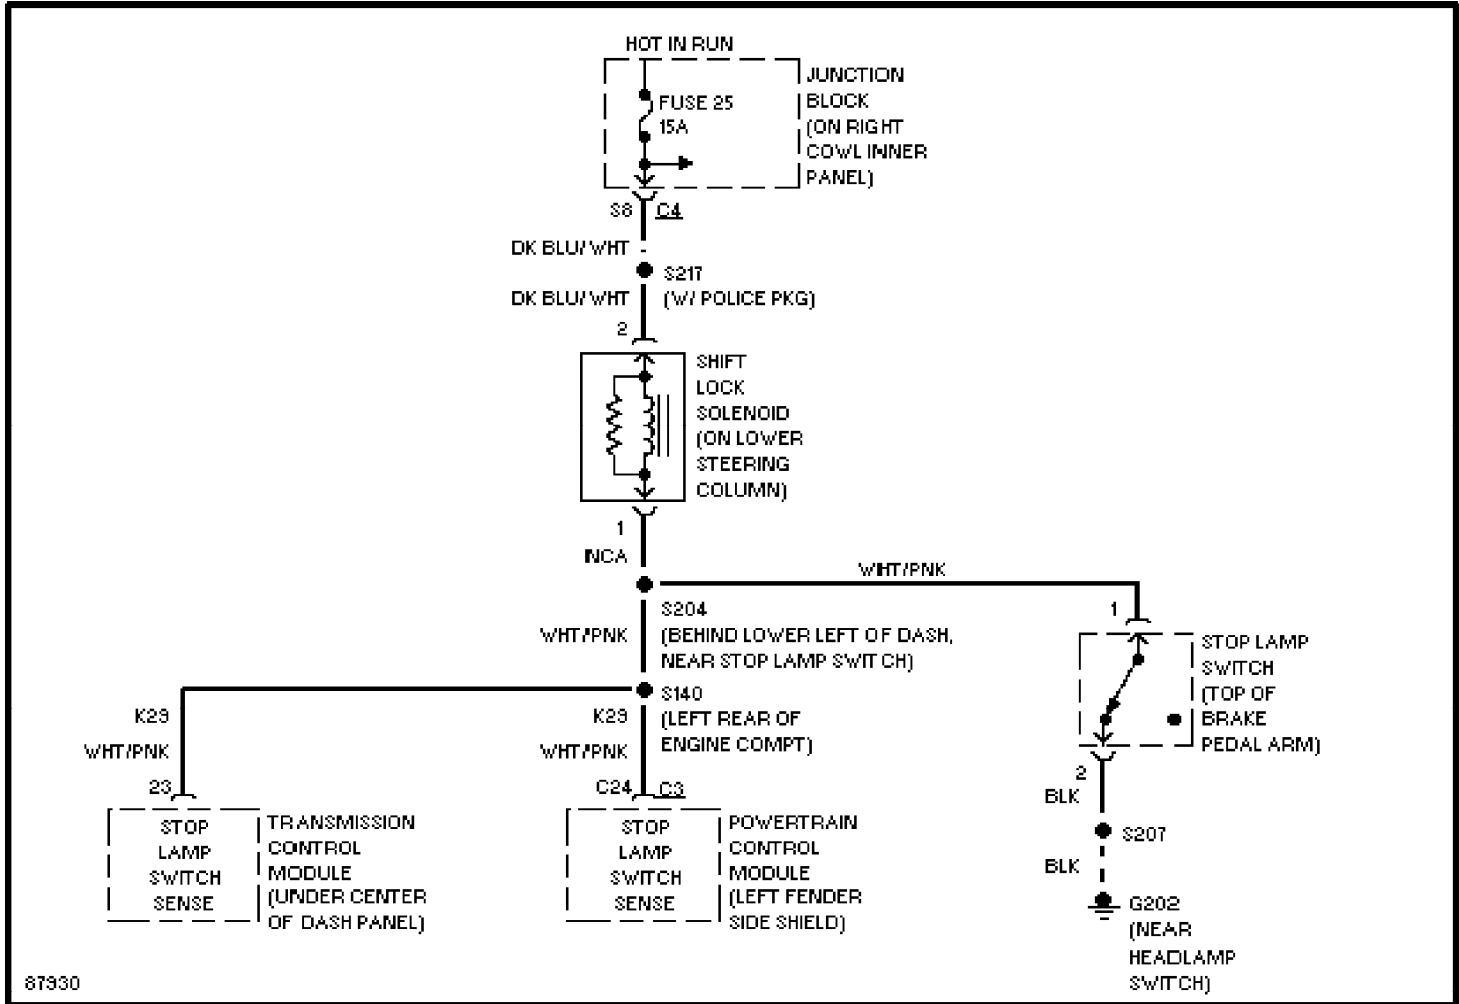 HOT IN RUN
JUNCTION
BLOCK
(ON RIGHT
COWL INNER
PANEL)
FUSE 25
15A
S8 C4
DK BLU/WHT
S217
DK BLU/WHT (W/ POLICE PKG)
2
SHIFT
LOCK
SOLENOID
(ON LOWER
STEERING
COLUMN)
1
NCA
WHT/PNK
S204
WHT/PNK (BEHIND LOWER LEFT OF DASH,
NEAR STOP LAMP SWITCH)
1
STOP LAMP
SWITCH
(TOP OF
BRAKE
PEDAL ARM)
2
BLK
S207
BLK
G202
(NEAR
HEADLAMP
SWITCH)
S140
K29 K29 (LEFT REAR OF
WHT/PNK WHT/PNK ENGINE COMPT)
23 C24 C3
STOP
LAMP
SWITCH
SENSE
TRANSMISSION
CONTROL
MODULE
(UNDER CENTER
OF DASH PANEL)
STOP
LAMP
SWITCH
SENSE
POWERTRAIN
CONTROL
MODULE
(LEFT FENDER
SIDE SHIELD)
87930